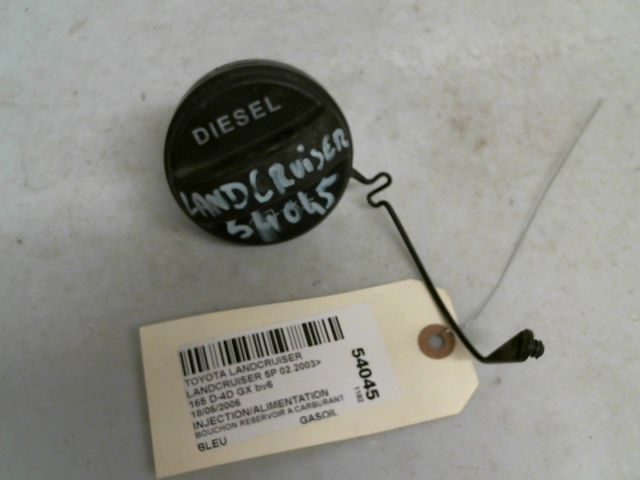 DIESEL
LANDCRUISER
54045
TOYOTA LANDCRUISER
LANDCRUISER 5P 02.2003>
165 D-4D GX bv6
18/05/2006
INJECTION/ALIMENTATION
BOUCHON RESERVOIR A CARBURANT
GASOIL
BLEU
54045
1182